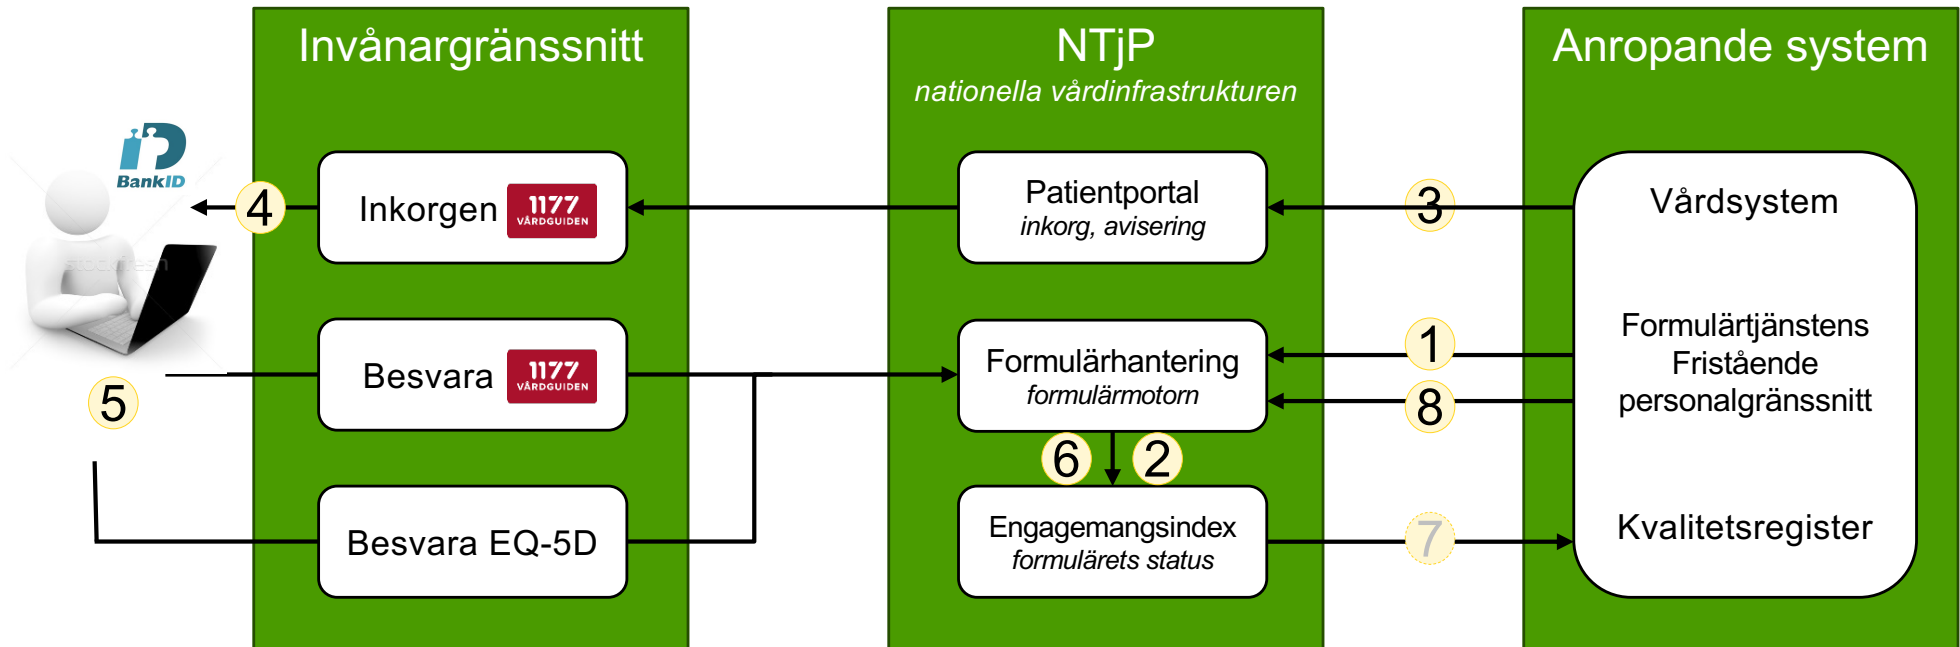 Invånargränssnitt
NTjP
nationella vårdinfrastrukturen
Anropande system
BankID
4
Inkorgen
1177
VÅRDGUIDEN
Patientportal
inkorg, avisering
3
Vårdsystem
stockfresh
5
Besvara
1177
VÅRDGUIDEN
Formulärhantering
formulärmotorn
1
8
Formulärtjänstens
Fristående
personalgränssnitt
6
2
Besvara EQ-5D
Engagemangsindex
formulärets status
7
Kvalitetsregister